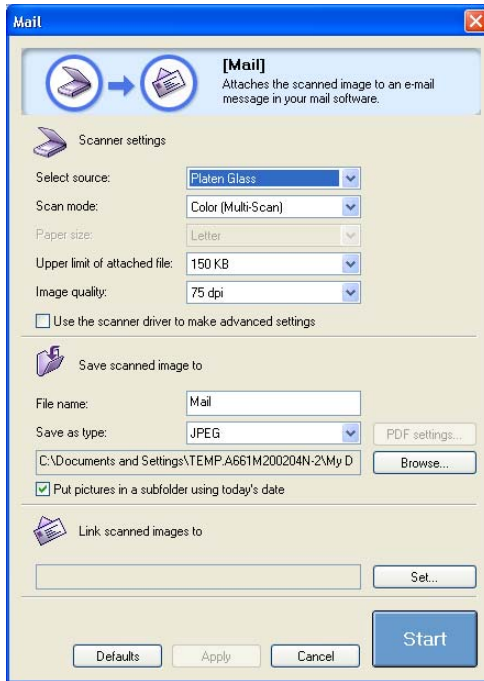 Mail
[Mail]
Attaches the scanned image to an e-mail
message in your mail software.
Scanner settings
Select source: Platen Glass
Scan mode: Color (Multi-Scan)
Paper size: Letter
Upper limit of attached file: 150 KB
Image quality: 75 dpi
Use the scanner driver to make advanced settings
Save scanned image to
File name: Mail
Save as type: JPEG PDF settings...
C:\Documents and Settings\TEMP.A661M200204N-2\My D Browse...
Put pictures in a subfolder using today's date
Link scanned images to
Set...
Start
Defaults Apply Cancel